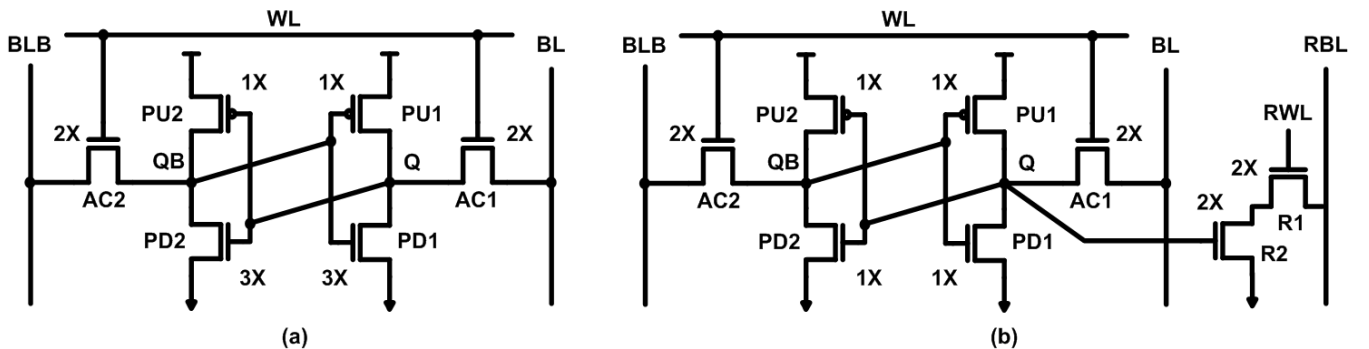 WL
BLB
BL
1X
1X
PU2
PU1
2X
2X
QB
Q
AC2
AC1
PD2
PD1
3X
3X
(a)
WL
BLB
BL
RBL
1X
1X
PU2
PU1
RWL
2X
2X
QB
Q
2X
AC2
AC1
2X
R1
PD2
PD1
R2
1X
1X
(b)